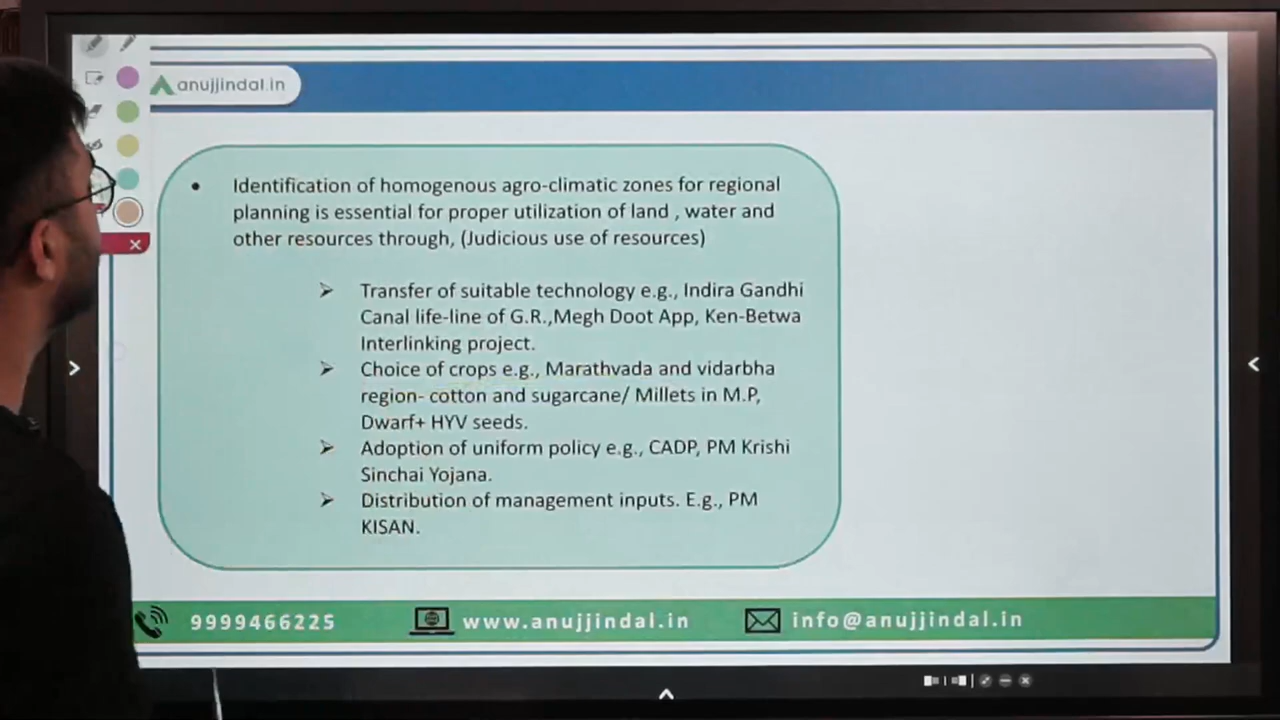 anujjindal.in
• Identification of homogenous agro-climatic zones for regional
planning is essential for proper utilization of land , water and
other resources through, (Judicious use of resources)
➢ Transfer of suitable technology e.g., Indira Gandhi
Canal life-line of G.R.,Megh Doot App, Ken-Betwa
Interlinking project.
➢ Choice of crops e.g., Marathvada and vidarbha
region- cotton and sugarcane/ Millets in M.P,
Dwarf+ HYV seeds.
➢ Adoption of uniform policy e.g., CADP, PM Krishi
Sinchai Yojana.
➢ Distribution of management inputs. E.g., PM
KISAN.
9999466225 www.anujjindal.in info@anujjindal.in